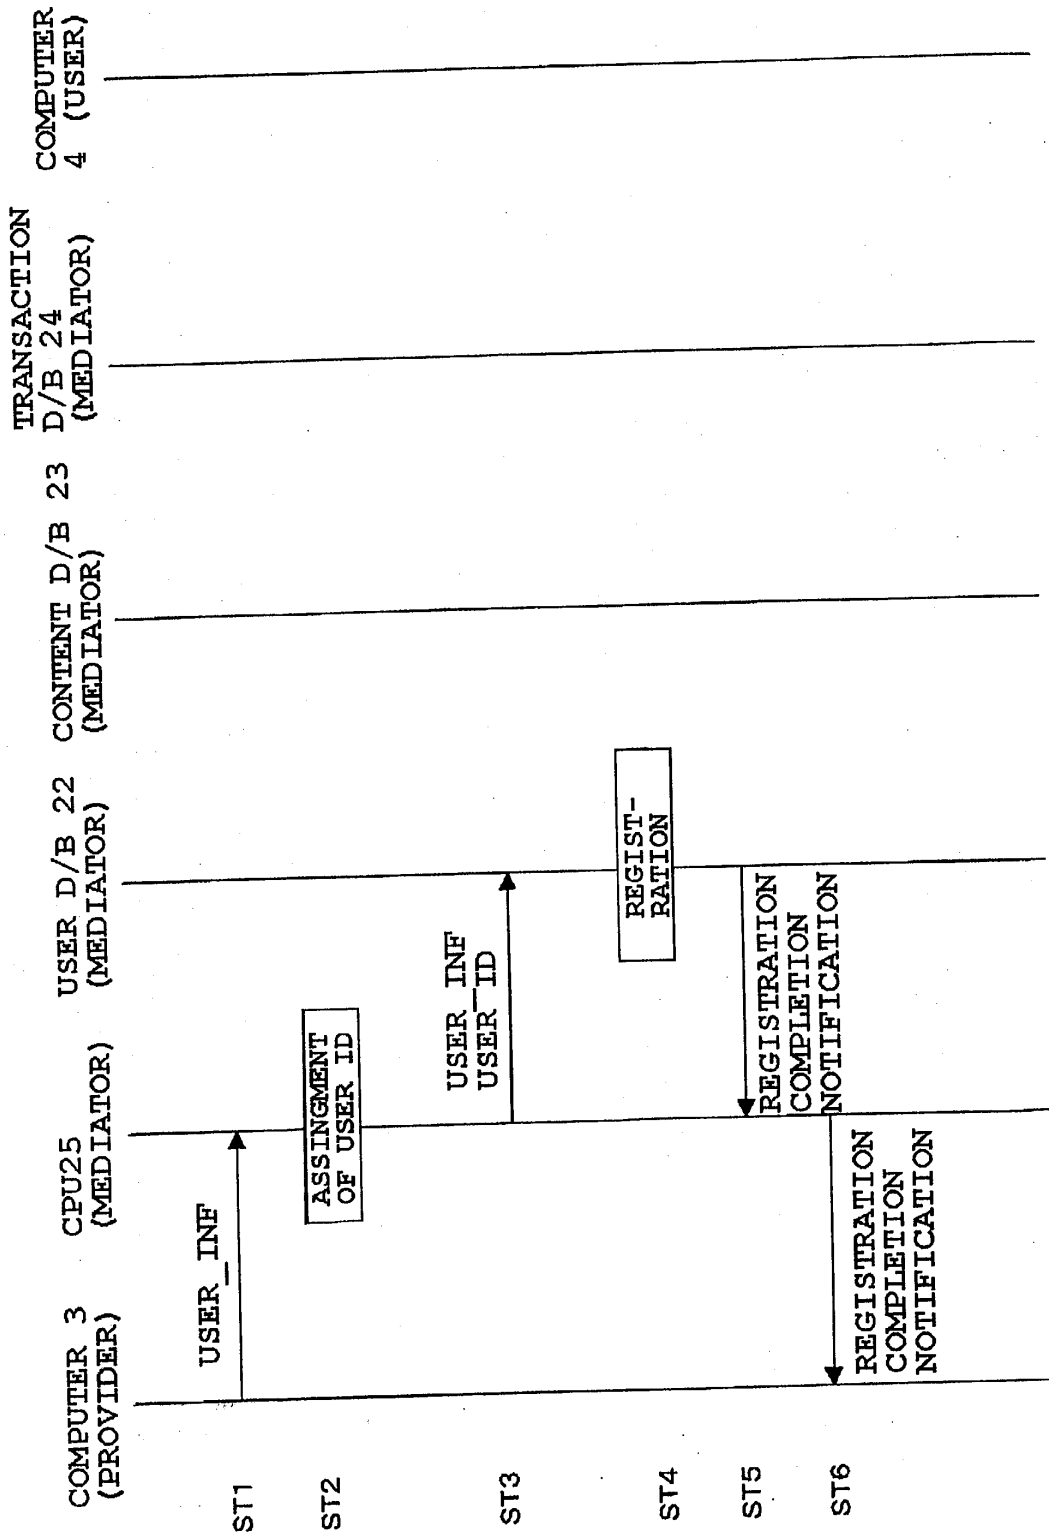 COMPUTER 3
(PROVIDER)
CPU25
(MEDIATOR)
USER D/B 22
(MEDIATOR)
CONTENT D/B 23
(MEDIATOR)
TRANSACTION
D/B 24
(MEDIATOR)
COMPUTER
4 (USER)
ST1
USER_INF
ST2
ASSINGMENT
OF USER ID
ST3
USER_INF
USER_ID
ST4
REGIST-
RATION
ST5
REGISTRATION
COMPLETION
NOTIFICATION
ST6
REGISTRATION
COMPLETION
NOTIFICATION